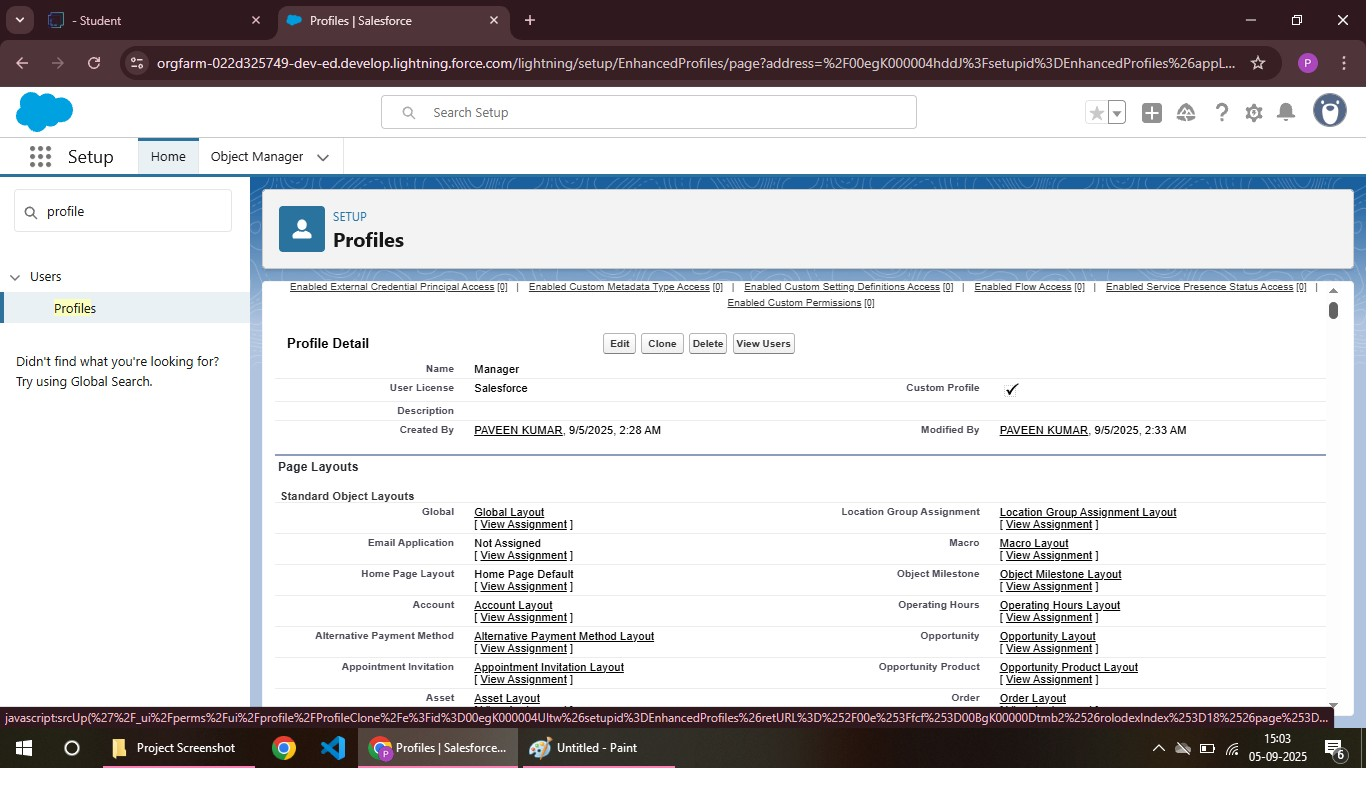 - Student
Profiles | Salesforce
orgfarm-022d325749-dev-ed.develop.lightning.force.com/lightning/setup/EnhancedProfiles/page?address=%2F00egK000004hddJ%3Fsetupid%3DEnhancedProfiles%26appL...
P
Search Setup
Setup
Home
Object Manager
profile
Users
Profiles
Didn't find what you're looking for?
Try using Global Search.
SETUP
Profiles
Enabled External Credential Principal Access [0] | Enabled Custom Metadata Type Access [0] | Enabled Custom Setting Definitions Access [0] | Enabled Flow Access [0] | Enabled Service Presence Status Access [0] |
Enabled Custom Permissions [0]
Profile Detail
Edit Clone Delete View Users
Name Manager
User License Salesforce Custom Profile
Description
Created By PAVEEN KUMAR, 9/5/2025, 2:28 AM Modified By PAVEEN KUMAR, 9/5/2025, 2:33 AM
Page Layouts
Standard Object Layouts
Global Global Layout Location Group Assignment Location Group Assignment Layout
[ View Assignment ] [ View Assignment ]
Email Application Not Assigned Macro Macro Layout
[ View Assignment ] [ View Assignment ]
Home Page Layout Home Page Default Object Milestone Object Milestone Layout
[ View Assignment ] [ View Assignment ]
Account Account Layout Operating Hours Operating Hours Layout
[ View Assignment ] [ View Assignment ]
Alternative Payment Method Alternative Payment Method Layout Opportunity Opportunity Layout
[ View Assignment ] [ View Assignment ]
Appointment Invitation Appointment Invitation Layout Opportunity Product Opportunity Product Layout
[ View Assignment ] [ View Assignment ]
Asset Asset Layout Order Order Layout
javascript:srcUp(%27%2F_ui%2Fperms%2Fui%2Fprofile%2FProfileClone%2Fe%3Fid%3D00egK000004UItw%26setupid%3DEnhancedProfiles%26retURL%3D%252F00e%253Ffcf%253D00BgK00000Dtmb2%2526rolodexIndex%253D18%2526page%253D...
Project Screenshot
P
Profiles | Salesforce...
Untitled - Paint
15:03
05-09-2025
6